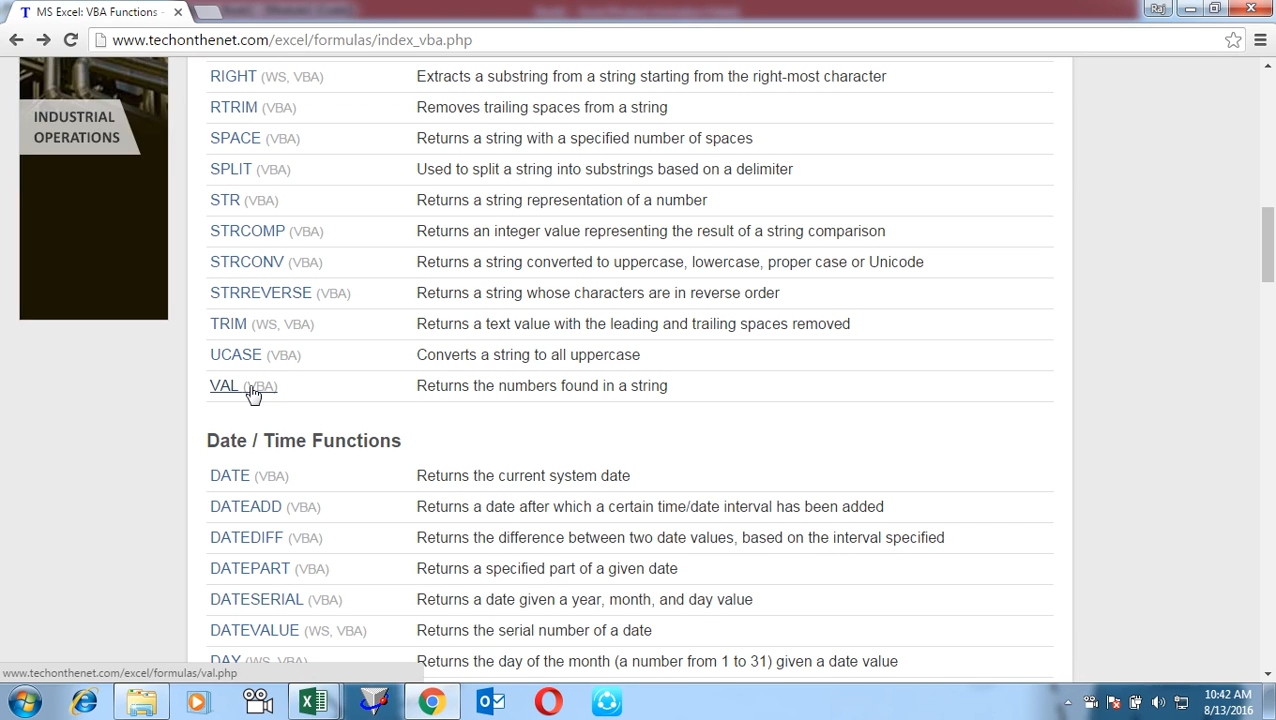 MS Excel: VBA Functions -
Raj
www.techonthenet.com/excel/formulas/index_vba.php
INDUSTRIAL
OPERATIONS
RIGHT (WS, VBA) Extracts a substring from a string starting from the right-most character
RTRIM (VBA) Removes trailing spaces from a string
SPACE (VBA) Returns a string with a specified number of spaces
SPLIT (VBA) Used to split a string into substrings based on a delimiter
STR (VBA) Returns a string representation of a number
STRCOMP (VBA) Returns an integer value representing the result of a string comparison
STRCONV (VBA) Returns a string converted to uppercase, lowercase, proper case or Unicode
STRREVERSE (VBA) Returns a string whose characters are in reverse order
TRIM (WS, VBA) Returns a text value with the leading and trailing spaces removed
UCASE (VBA) Converts a string to all uppercase
VAL (VBA) Returns the numbers found in a string
Date / Time Functions
DATE (VBA) Returns the current system date
DATEADD (VBA) Returns a date after which a certain time/date interval has been added
DATEDIFF (VBA) Returns the difference between two date values, based on the interval specified
DATEPART (VBA) Returns a specified part of a given date
DATESERIAL (VBA) Returns a date given a year, month, and day value
DATEVALUE (WS, VBA) Returns the serial number of a date
DAY (WS, VBA) Returns the day of the month (a number from 1 to 31) given a date value
www.techonthenet.com/excel/formulas/val.php
10:42 AM
8/13/2016